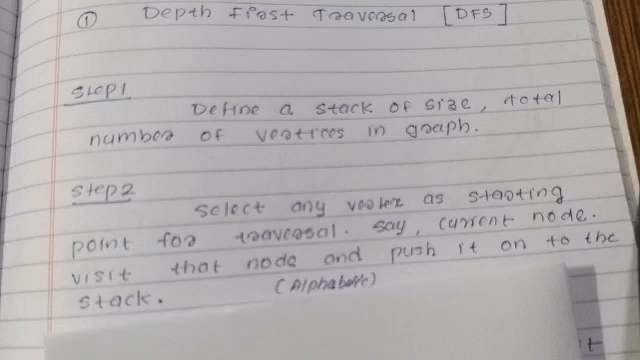 ① Depth First Traversal [DFS]
Step1
Define a stack of size, total
number of vertices in graph.
Step2
Select any vertex as starting
point for traversal. Say, current node.
visit that node and push it on to the
stack. (Alphabetic)